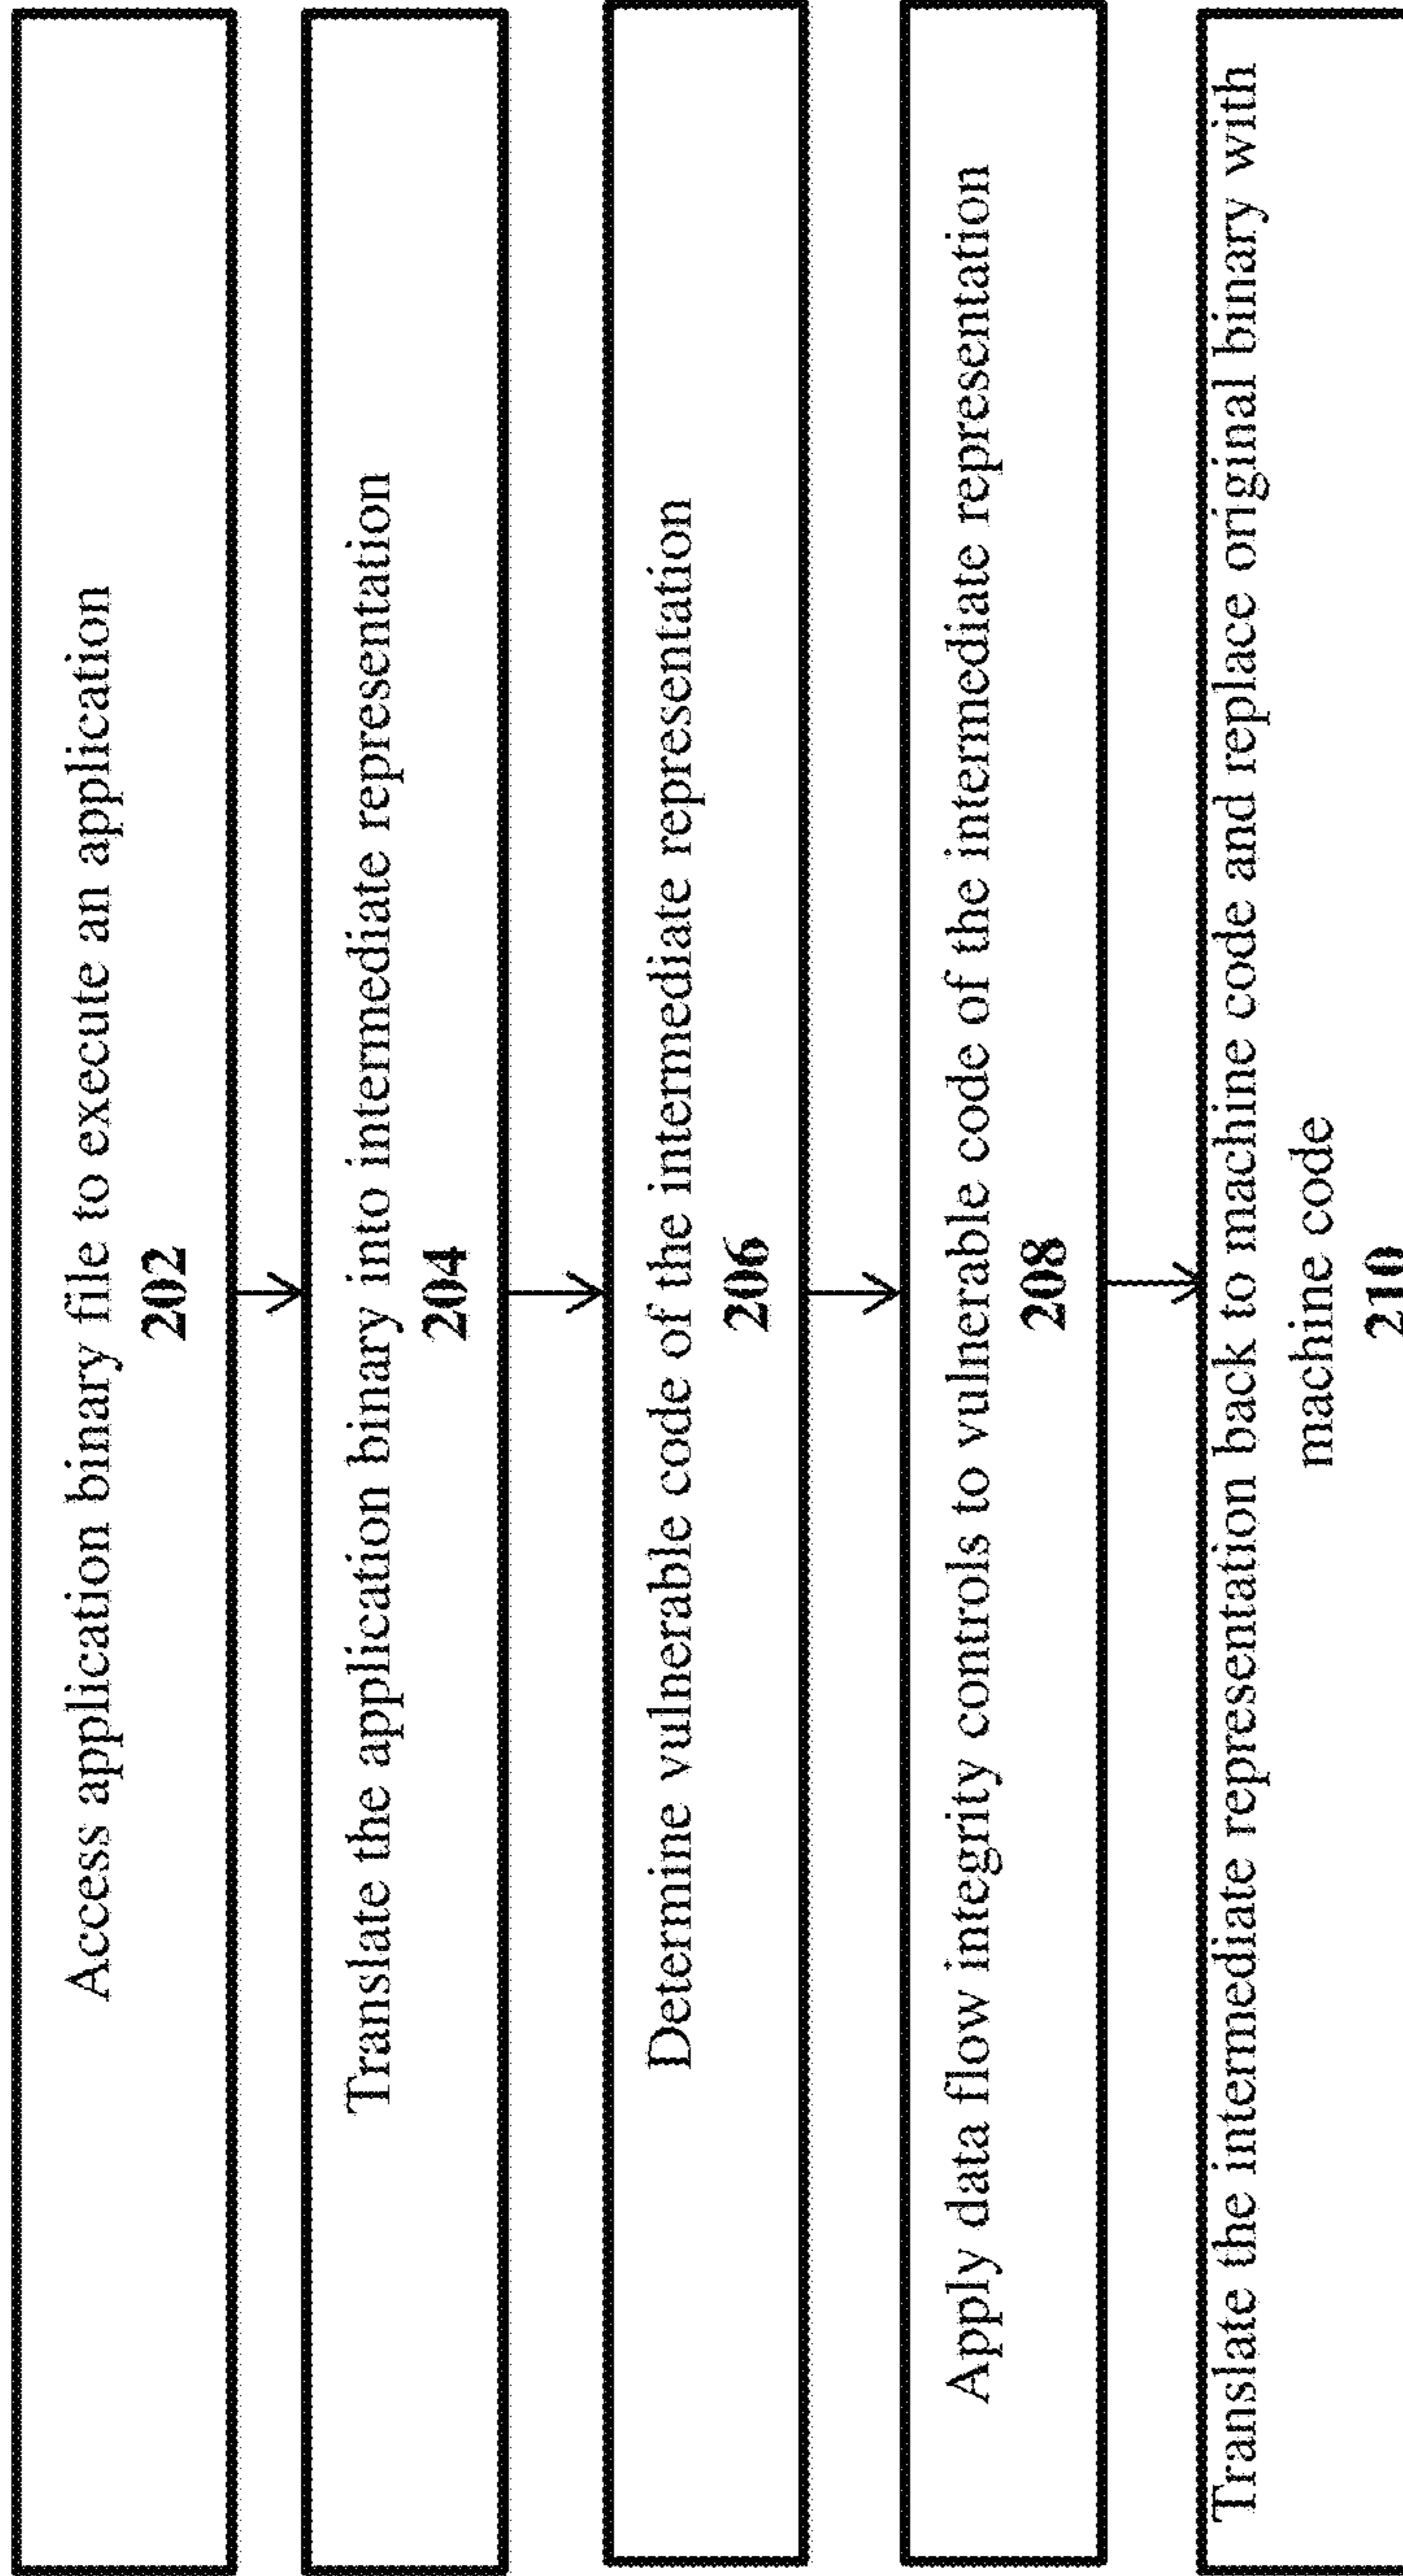 Access application binary file to execute an application
202
Translate the application binary into intermediate representation
204
Determine vulnerable code of the intermediate representation
206
Apply data flow integrity controls to vulnerable code of the intermediate representation
208
Translate the intermediate representation back to machine code and replace original binary with
machine code
210